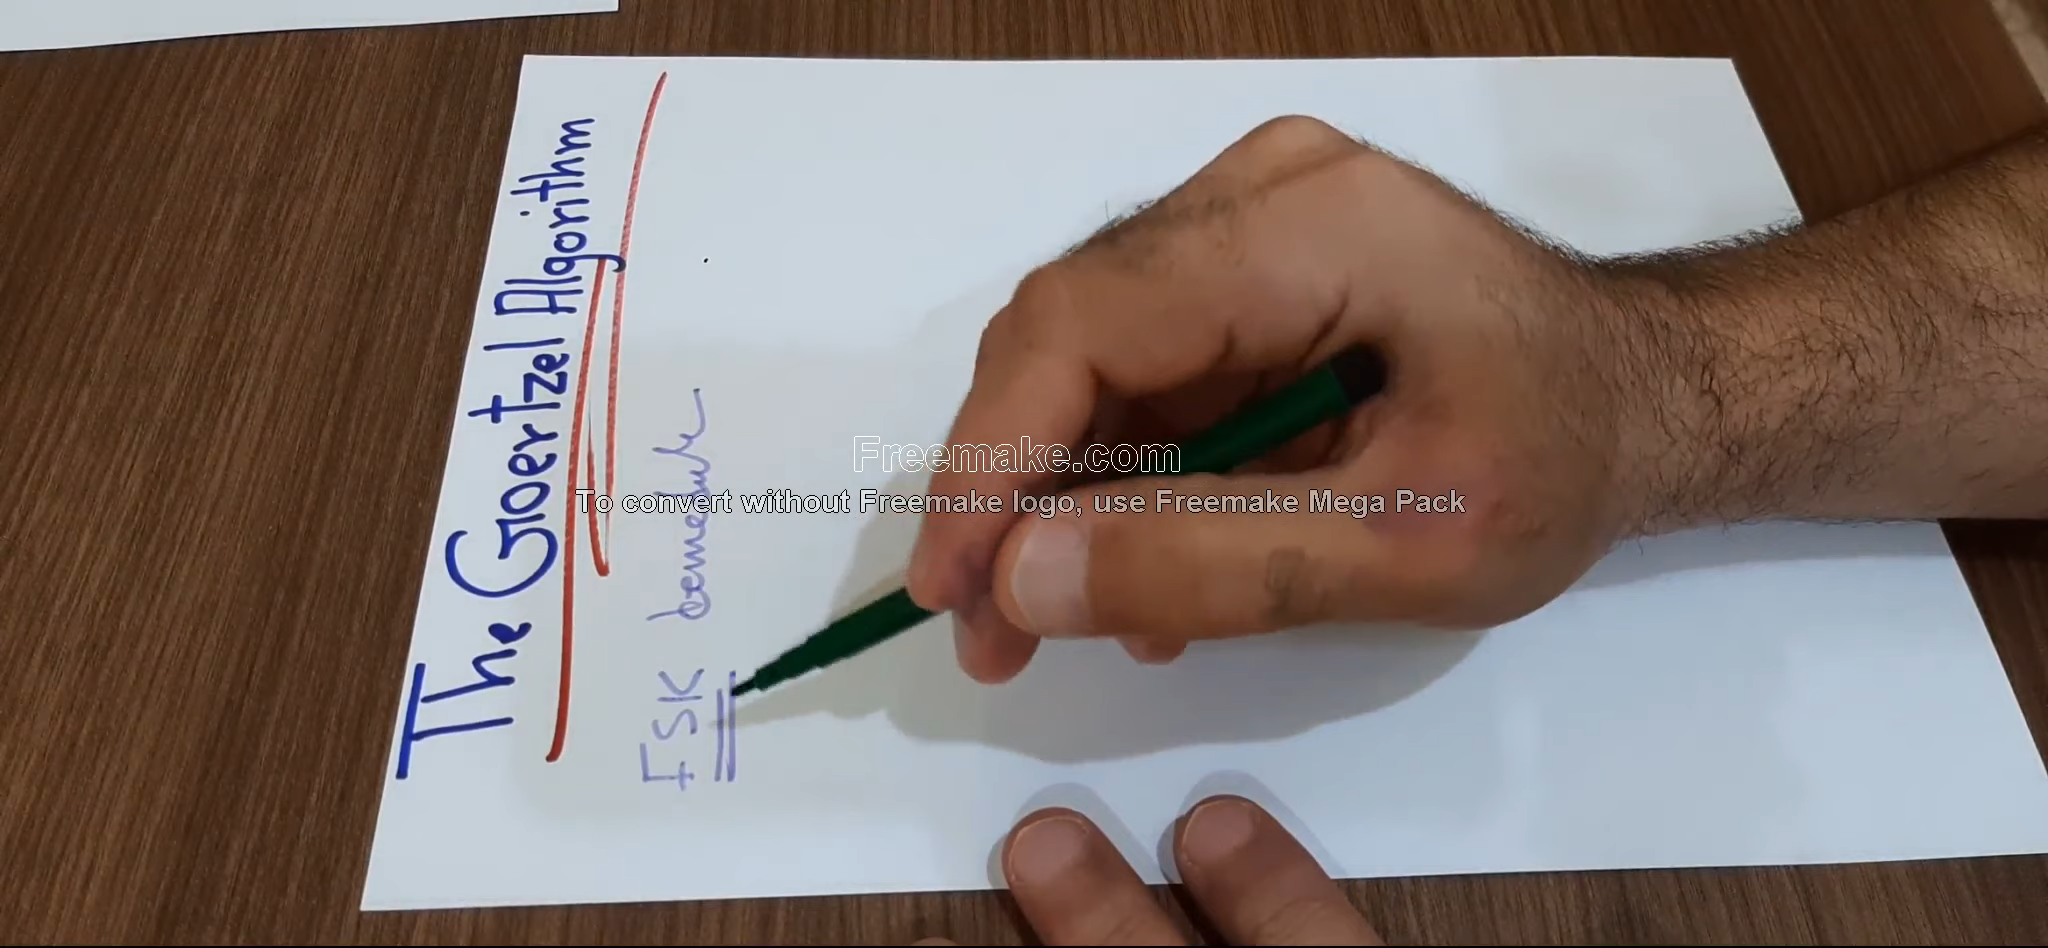 The Goertzel Algorithm
FSK
Freemake.com
To convert without Freemake logo, use Freemake Mega Pack